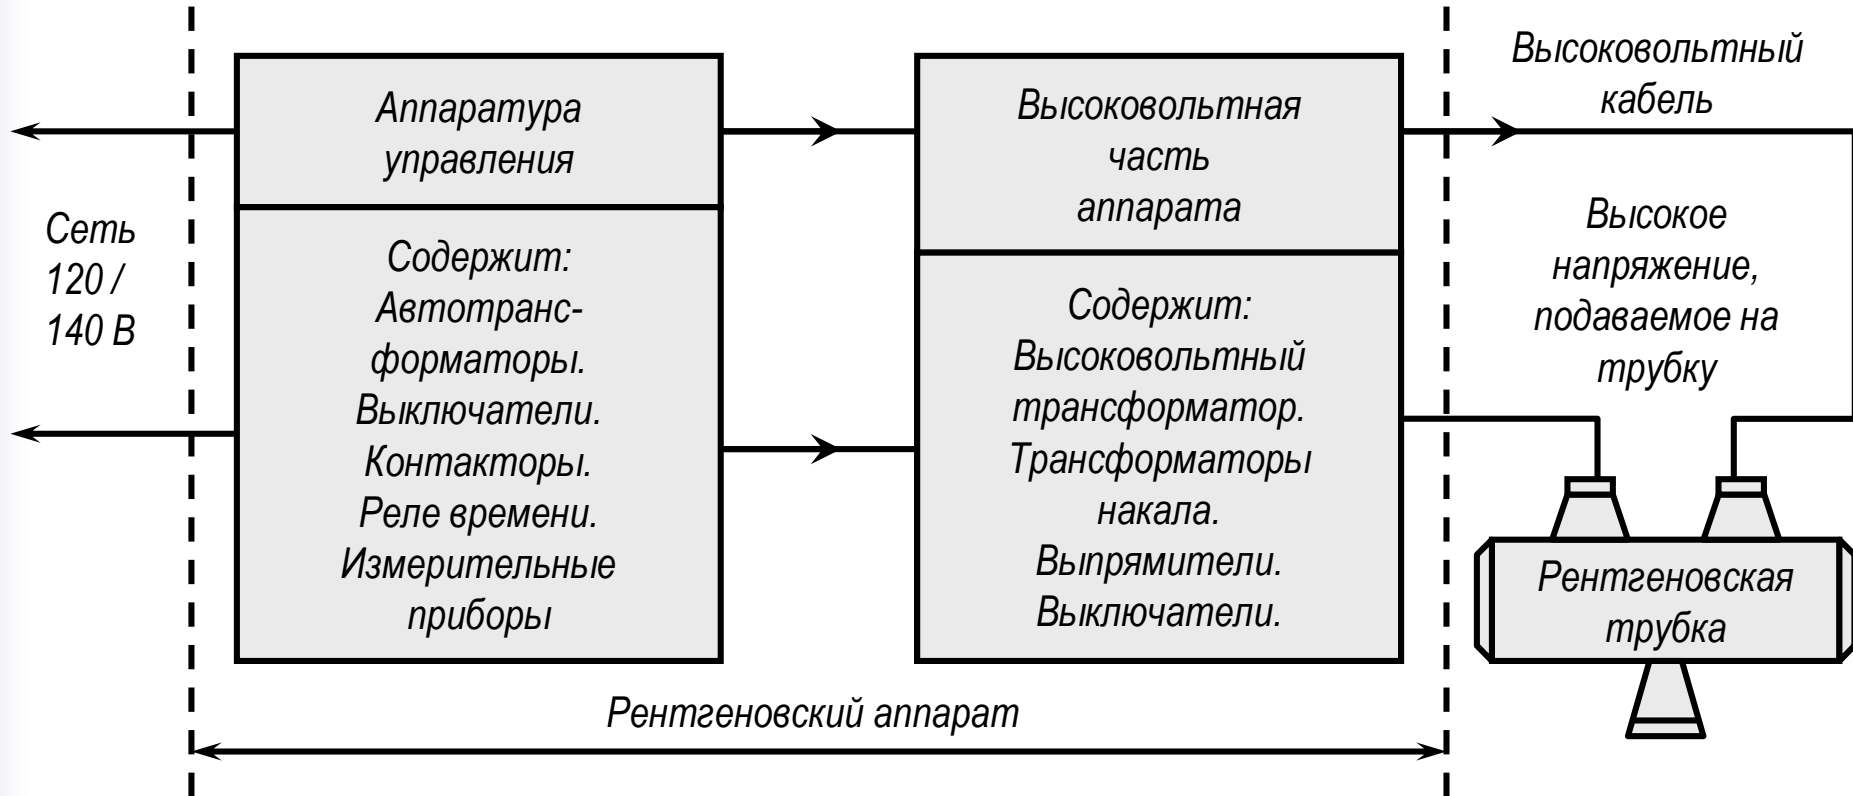 Сеть
120 /
140 В
Аппаратура
управления
Содержит:
Автотранс-
форматоры.
Выключатели.
Контакторы.
Реле времени.
Измерительные
приборы
Высоковольтная
часть
аппарата
Содержит:
Высоковольтный
трансформатор.
Трансформаторы
накала.
Выпрямители.
Выключатели.
Высоковольтный
кабель
Высокое
напряжение,
подаваемое на
трубку
Рентгеновская
трубка
Рентгеновский аппарат